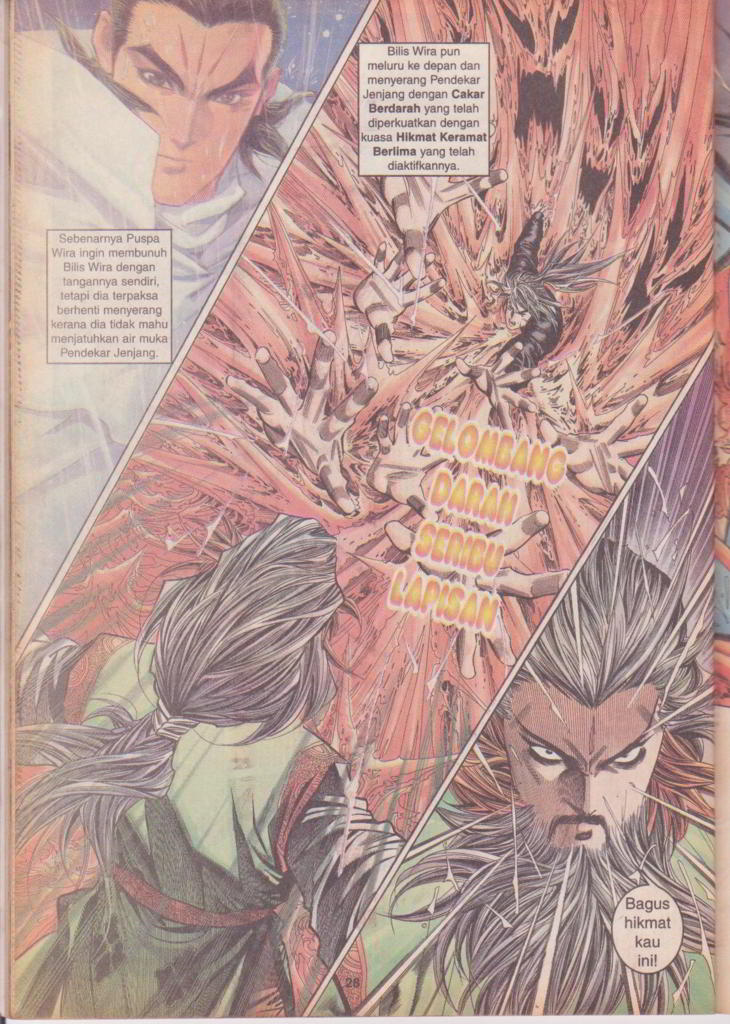 Bilis Wira pun
meluru ke depan dan
menyerang Pendekar
Jenjang dengan Cakar
Berdarah yang telah
diperkuatkan dengan
kuasa Hikmat Keramat
Berlima yang telah
diaktifkannya.
Sebenarnya Puspa
Wira ingin membunuh
Bilis Wira dengan
tangannya sendiri,
tetapi dia terpaksa
berhenti menyerang
kerana dia tidak mahu
menjatuhkan air muka
Pendekar Jenjang.
GELOMBANG
DARAH
SERIBU
LAPISAN
Bagus
hikmat
kau
ini!
28